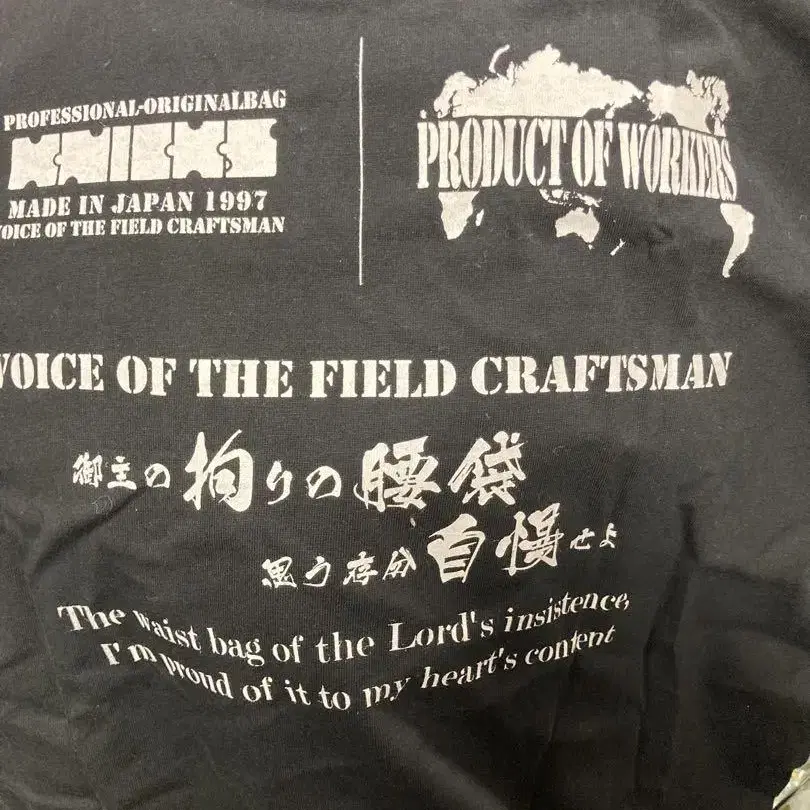 PROFESSIONAL-ORIGINALBAG
KNICKS
MADE IN JAPAN 1997
VOICE OF THE FIELD CRAFTSMAN
PRODUCT OF WORKERS
VOICE OF THE FIELD CRAFTSMAN
御主の拘りの腰袋
思う存分自慢せよ
The waist bag of the Lord's insistence,
I'm proud of it to my heart's content